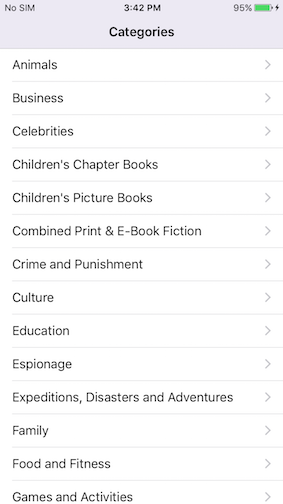 No SIM 3:42 PM 95%
Categories
Animals
Business
Celebrities
Children's Chapter Books
Children's Picture Books
Combined Print & E-Book Fiction
Crime and Punishment
Culture
Education
Espionage
Expeditions, Disasters and Adventures
Family
Food and Fitness
Games and Activities